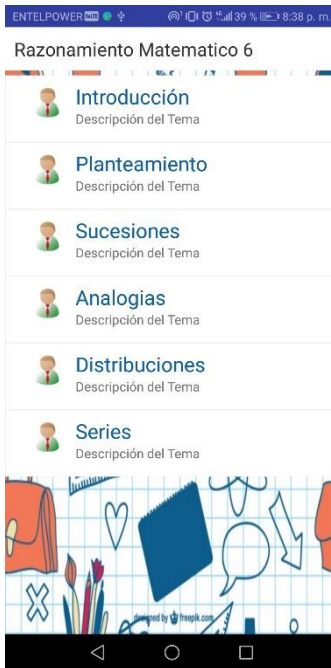 ENTELPOWER 39 % 8:38 p. m.
Razonamiento Matematico 6
Introducción
Descripción del Tema
Planteamiento
Descripción del Tema
Sucesiones
Descripción del Tema
Analogias
Descripción del Tema
Distribuciones
Descripción del Tema
Series
Descripción del Tema
designed by freepik.com